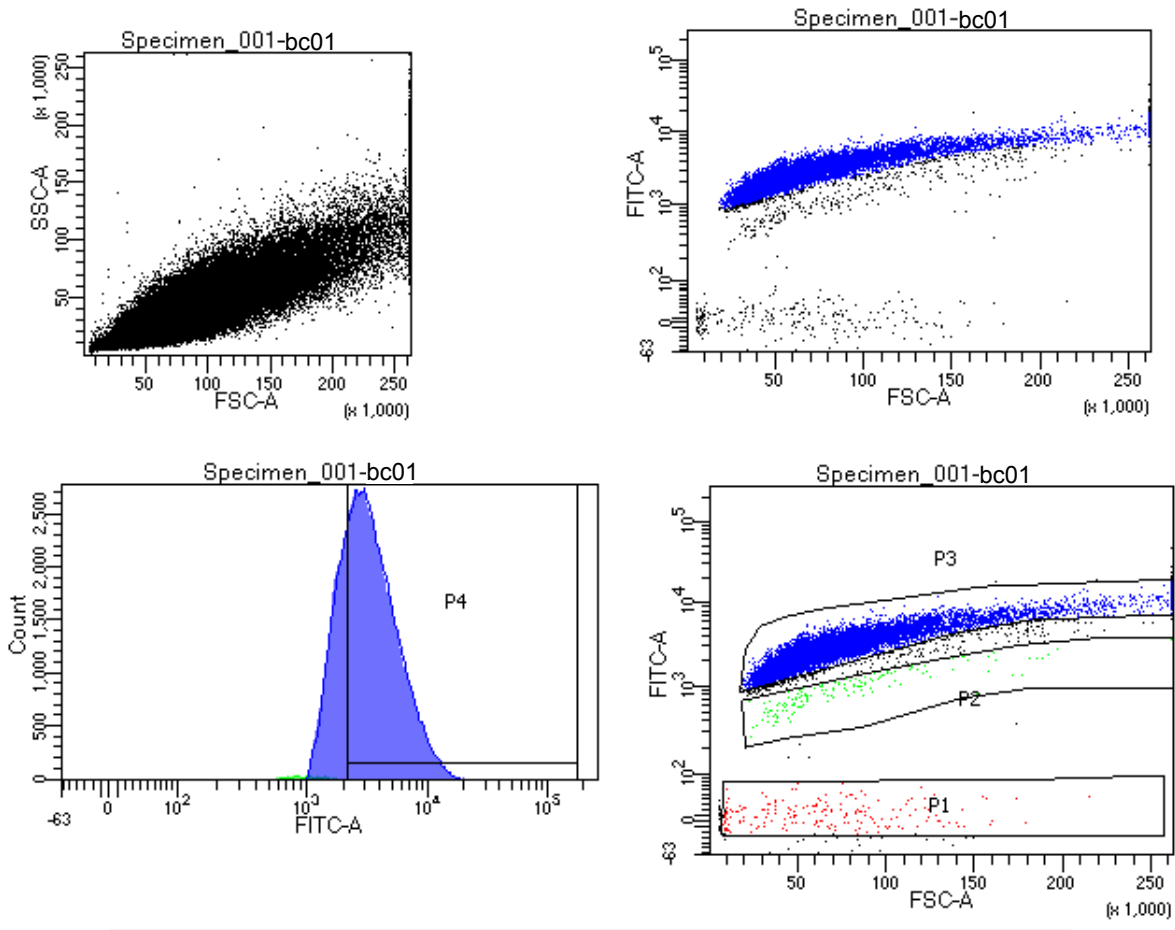 Specimen_001-bc01
(x 1,000)
SSC-A
250
200
150
100
50
50 100 150 200 250
FSC-A
(x 1,000)
Specimen_001-bc01
FITC-A
10^5
10^4
10^3
10^2
0
-63
50 100 150 200 250
FSC-A
(x 1,000)
Specimen_001-bc01
Count
2,500
2,000
1,500
1,000
500
0
P4
-63 0 10^2 10^3 10^4 10^5
FITC-A
Specimen_001-bc01
FITC-A
10^5
10^4
10^3
10^2
0
-63
P3
P2
P1
50 100 150 200 250
FSC-A
(x 1,000)